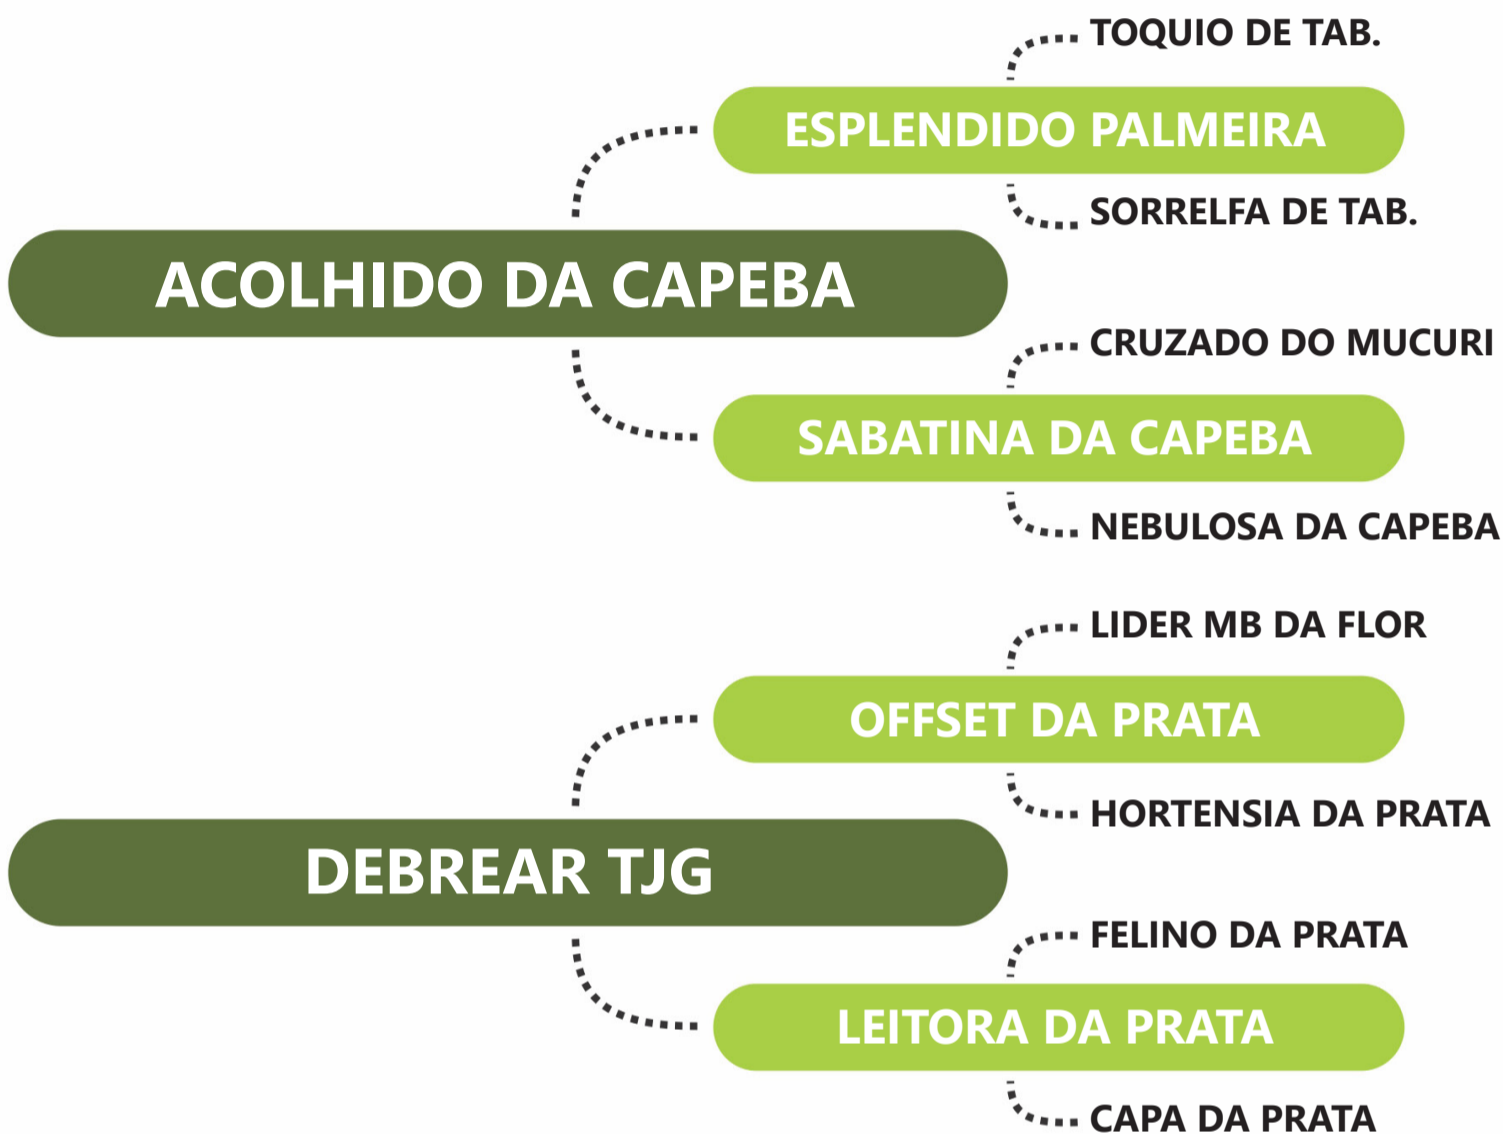 TOQUIO DE TAB.
ESPLENDIDO PALMEIRA
SORRELFA DE TAB.
ACOLHIDO DA CAPEBA
CRUZADO DO MUCURI
SABATINA DA CAPEBA
NEBULOSA DA CAPEBA
LIDER MB DA FLOR
OFFSET DA PRATA
HORTENSIA DA PRATA
DEBREAR TJG
FELINO DA PRATA
LEITORA DA PRATA
CAPA DA PRATA